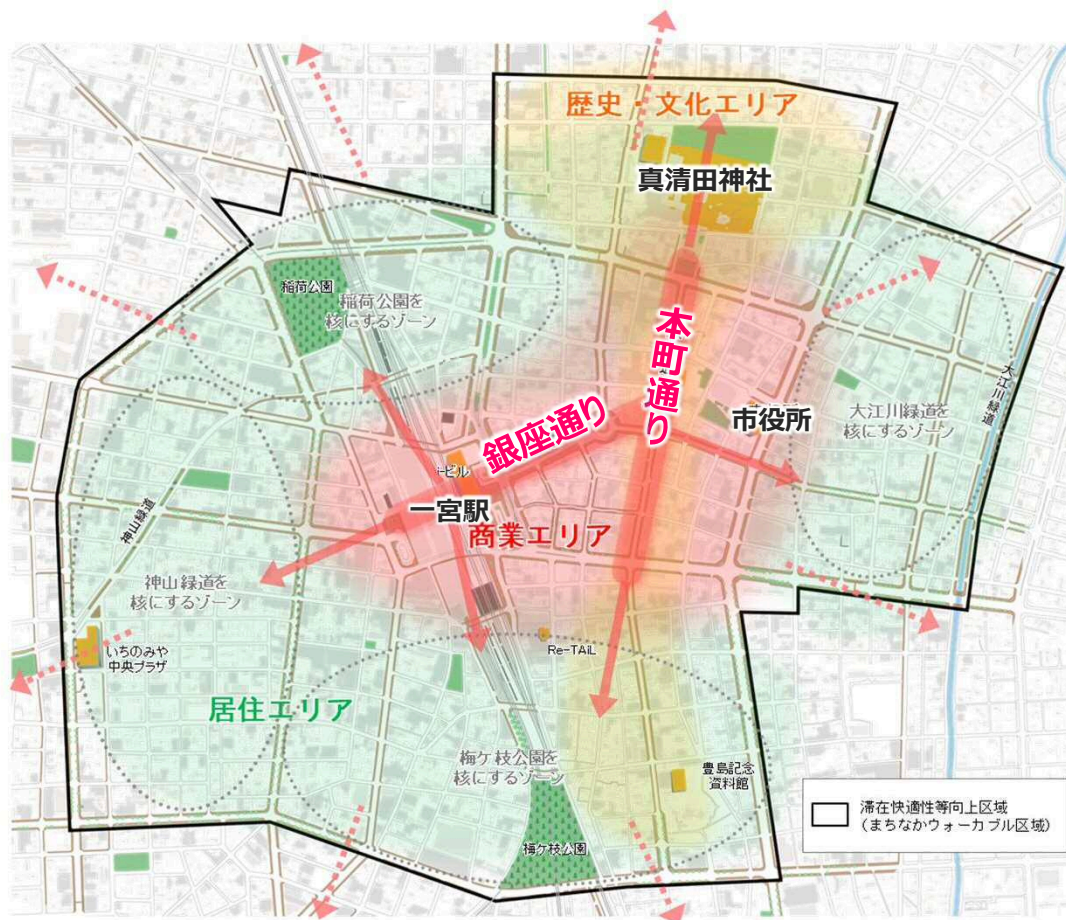 歴史・文化エリア
真清田神社
稲荷公園
稲荷公園を
核にするゾーン
本町通り
大江川緑道
銀座通り
市役所
大江川緑道を
核にするゾーン
ービル
一宮駅
商業エリア
神山緑道
神山緑道を
核にするゾーン
いちのみや
中央プラザ
Re-TAiL
居住エリア
梅ケ枝公園を
核にするゾーン
豊島記念
資料館
梅ケ枝公園
滞在快適性等向上区域
(まちなかウォーカブル区域)